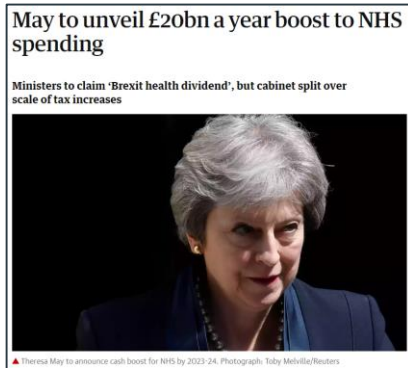 May to unveil £20bn a year boost to NHS
spending
Ministers to claim ‘Brexit health dividend’, but cabinet split over
scale of tax increases
▲ Theresa May to announce cash boost for NHS by 2023-24. Photograph: Toby Melville/Reuters